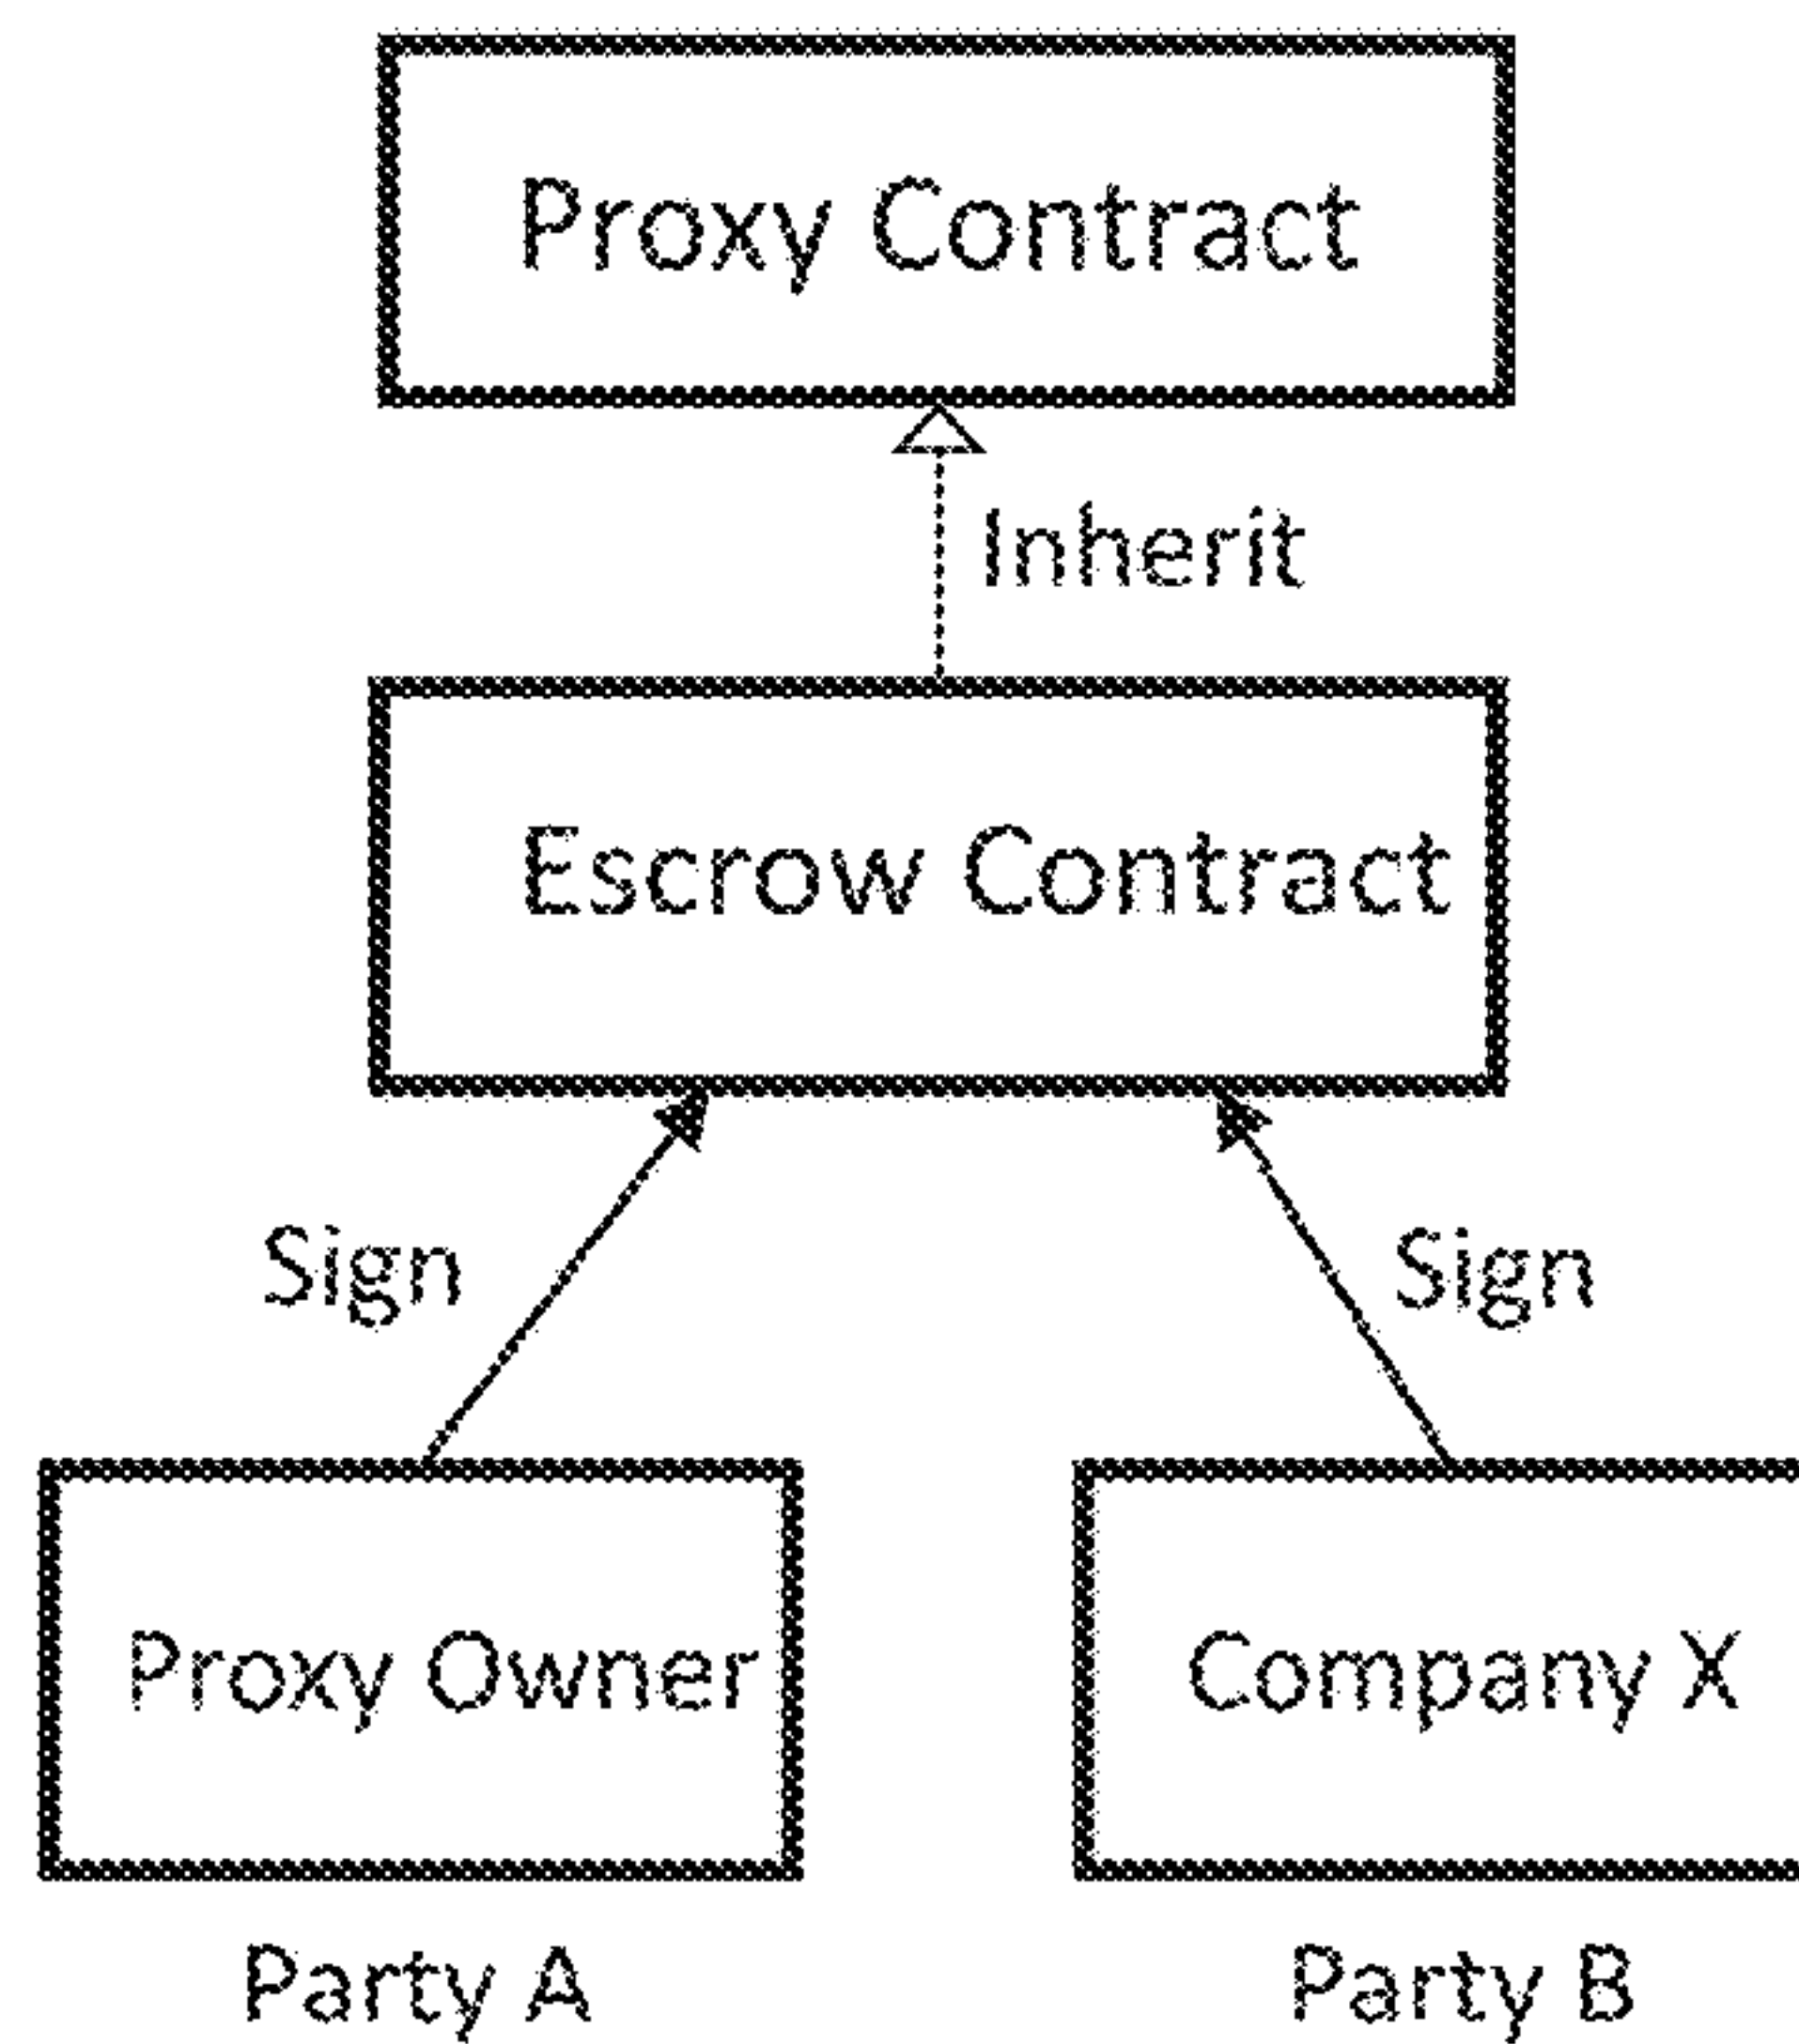 Proxy Contract
Inherit
Escrow Contract
Sign
Sign
Proxy Owner
Company X
Party A
Party B